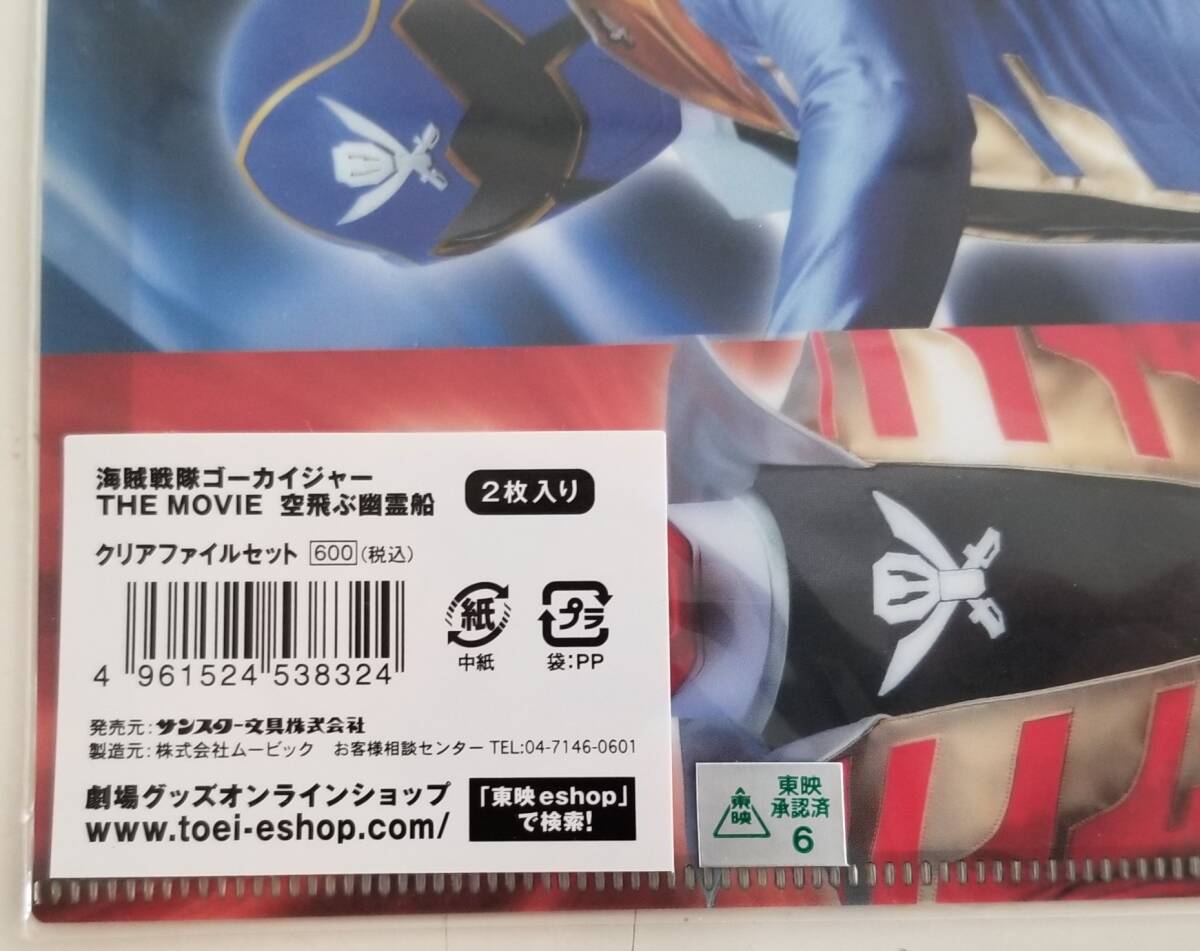 海賊戦隊ゴーカイジャー
THE MOVIE 空飛ぶ幽霊船
2枚入り
クリアファイルセット 600 (税込)
4 961524 538324
紙
中紙
プラ
袋:PP
発売元:サンスター文具株式会社
製造元:株式会社ムービック お客様相談センター TEL:04-7146-0601
劇場グッズオンラインショップ
www.toei-eshop.com/
「東映eshop」
で検索!
東映
東映
承認済
6